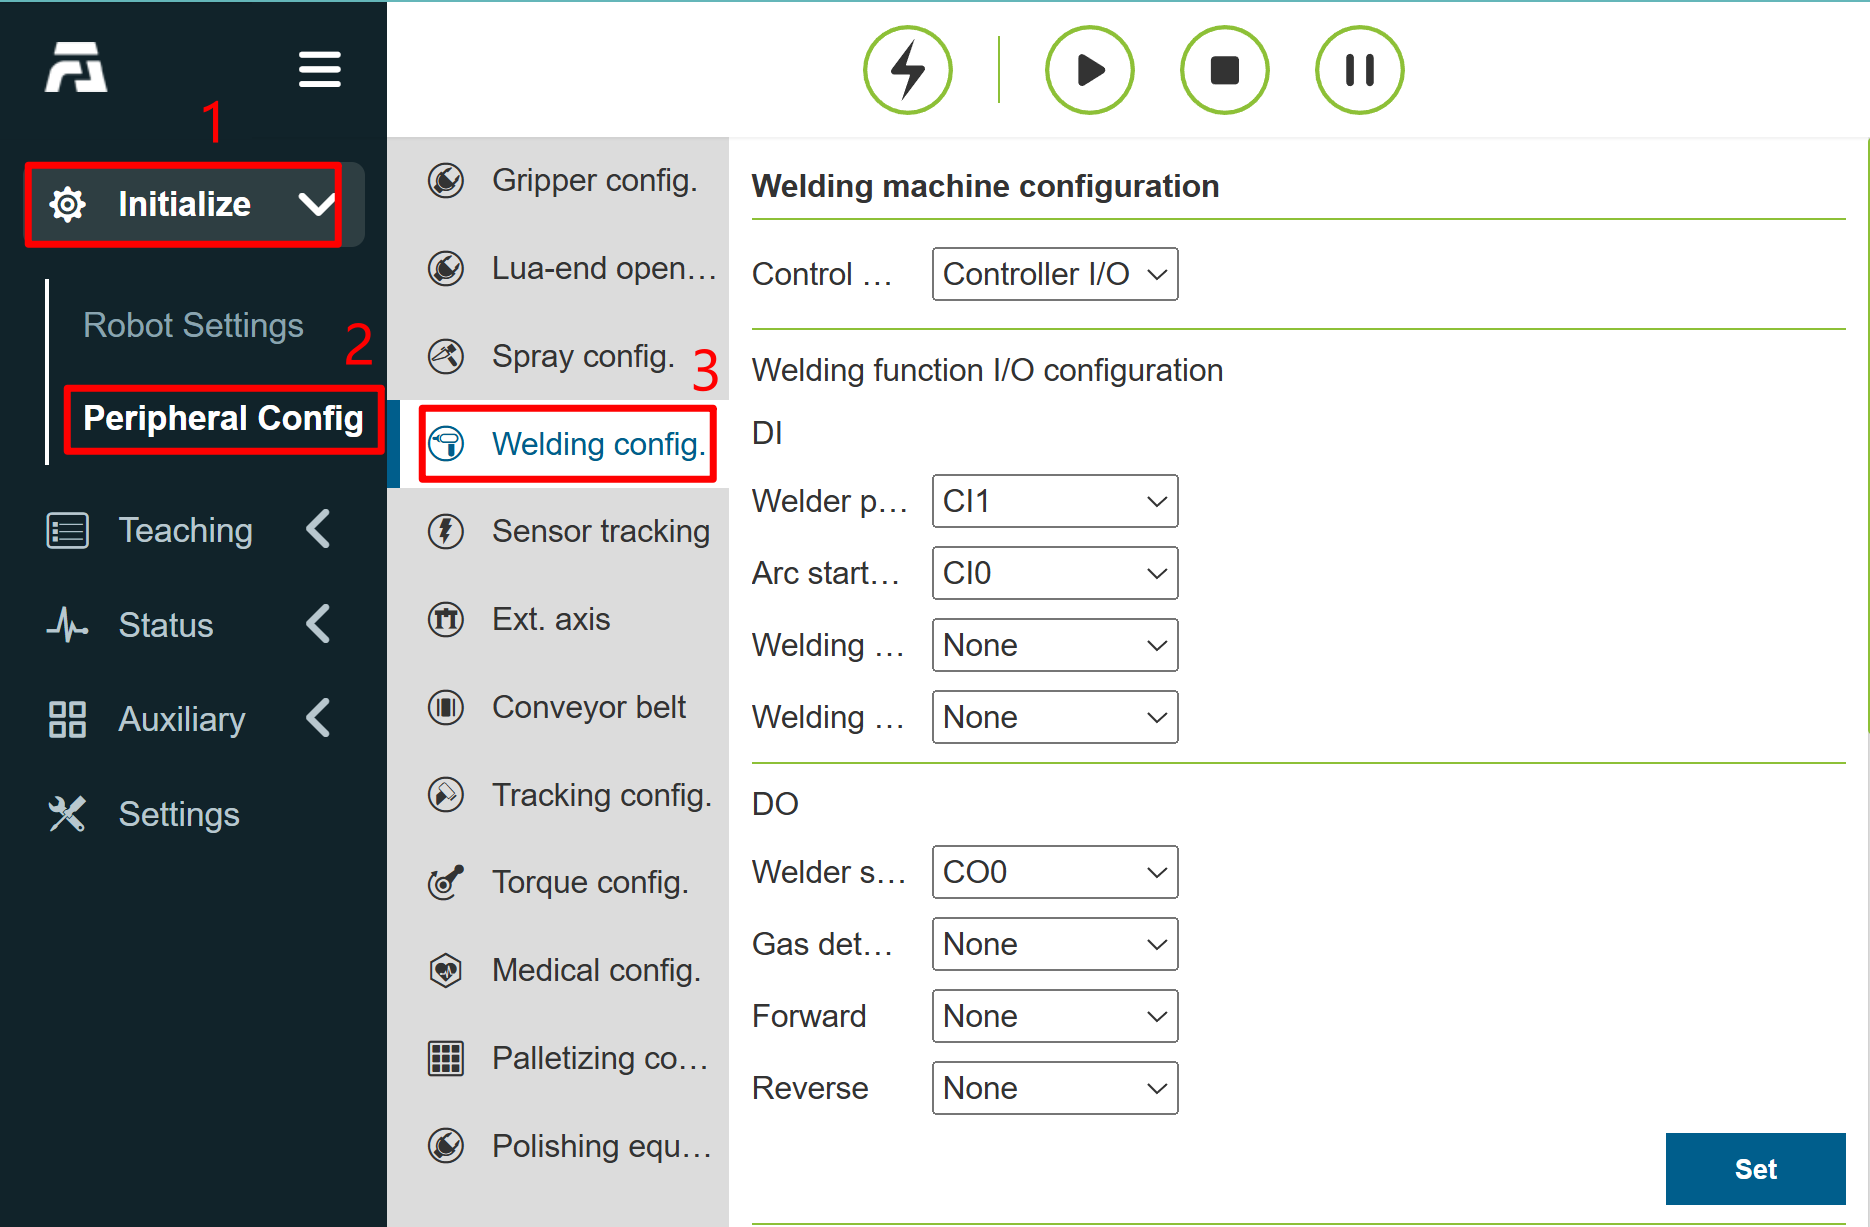 1
Initialize
Robot Settings
2
Peripheral Config
Teaching
Status
Auxiliary
Settings
Gripper config.
Lua-end open…
Spray config.
3
Welding config.
Sensor tracking
Ext. axis
Conveyor belt
Tracking config.
Torque config.
Medical config.
Palletizing co…
Polishing equ…
Welding machine configuration
Control … Controller I/O
Welding function I/O configuration
DI
Welder p… CI1
Arc start… CI0
Welding … None
Welding … None
DO
Welder s… CO0
Gas det… None
Forward None
Reverse None
Set